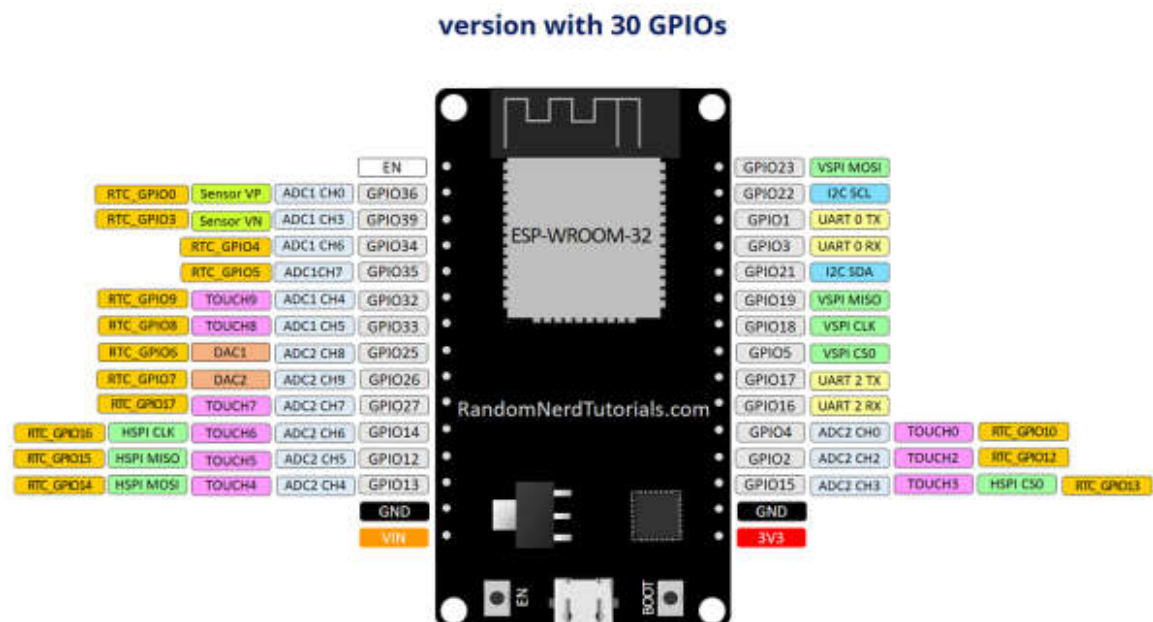 version with 30 GPIOs
EN GPIO23 VSPI MOSI
RTC_GPIO0 Sensor VP ADC1 CH0 GPIO36 GPIO22 I2C SCL
RTC_GPIO3 Sensor VN ADC1 CH3 GPIO39 GPIO1 UART 0 TX
RTC_GPIO4 ADC1 CH6 GPIO34 ESP-WROOM-32 GPIO3 UART 0 RX
RTC_GPIO5 ADC1CH7 GPIO35 GPIO21 I2C SDA
RTC_GPIO9 TOUCH9 ADC1 CH4 GPIO32 GPIO19 VSPI MISO
RTC_GPIO8 TOUCH8 ADC1 CH5 GPIO33 GPIO18 VSPI CLK
RTC_GPIO6 DAC1 ADC2 CH8 GPIO25 GPIO5 VSPI CS0
RTC_GPIO7 DAC2 ADC2 CH9 GPIO26 GPIO17 UART 2 TX
RTC_GPIO17 TOUCH7 ADC2 CH7 GPIO27 RandomNerdTutorials.com GPIO16 UART 2 RX
RTC_GPIO16 HSPI CLK TOUCH6 ADC2 CH6 GPIO14 GPIO4 ADC2 CH0 TOUCH0 RTC_GPIO10
RTC_GPIO15 HSPI MISO TOUCH5 ADC2 CH5 GPIO12 GPIO2 ADC2 CH2 TOUCH2 RTC_GPIO12
RTC_GPIO14 HSPI MOSI TOUCH4 ADC2 CH4 GPIO13 GPIO15 ADC2 CH3 TOUCH3 HSPI CS0 RTC_GPIO13
GND GND
VIN 3V3
EN BOOT